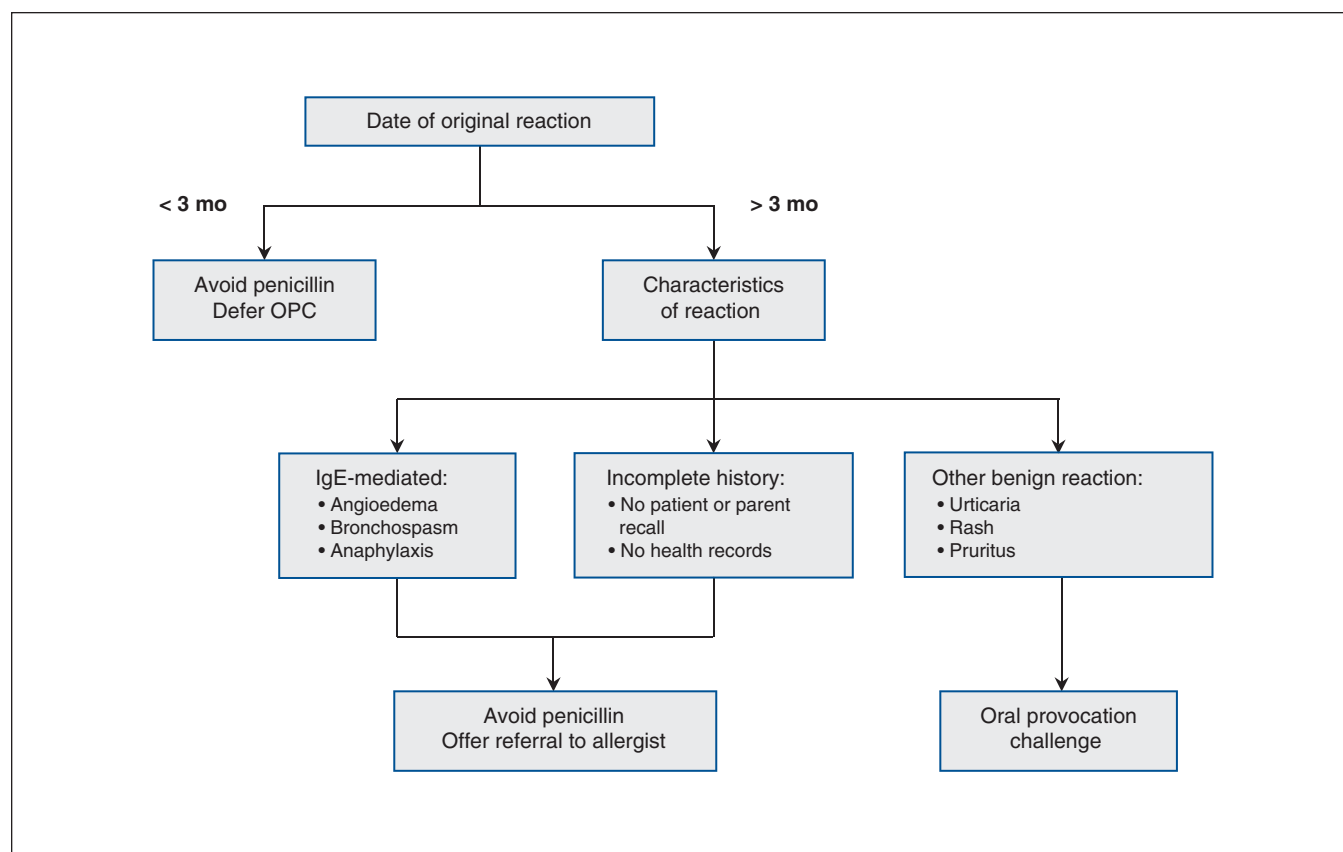 Date of original reaction
< 3 mo
> 3 mo
Avoid penicillin
Defer OPC
Characteristics
of reaction
IgE-mediated:
• Angioedema
• Bronchospasm
• Anaphylaxis
Incomplete history:
• No patient or parent
recall
• No health records
Other benign reaction:
• Urticaria
• Rash
• Pruritus
Avoid penicillin
Offer referral to allergist
Oral provocation
challenge